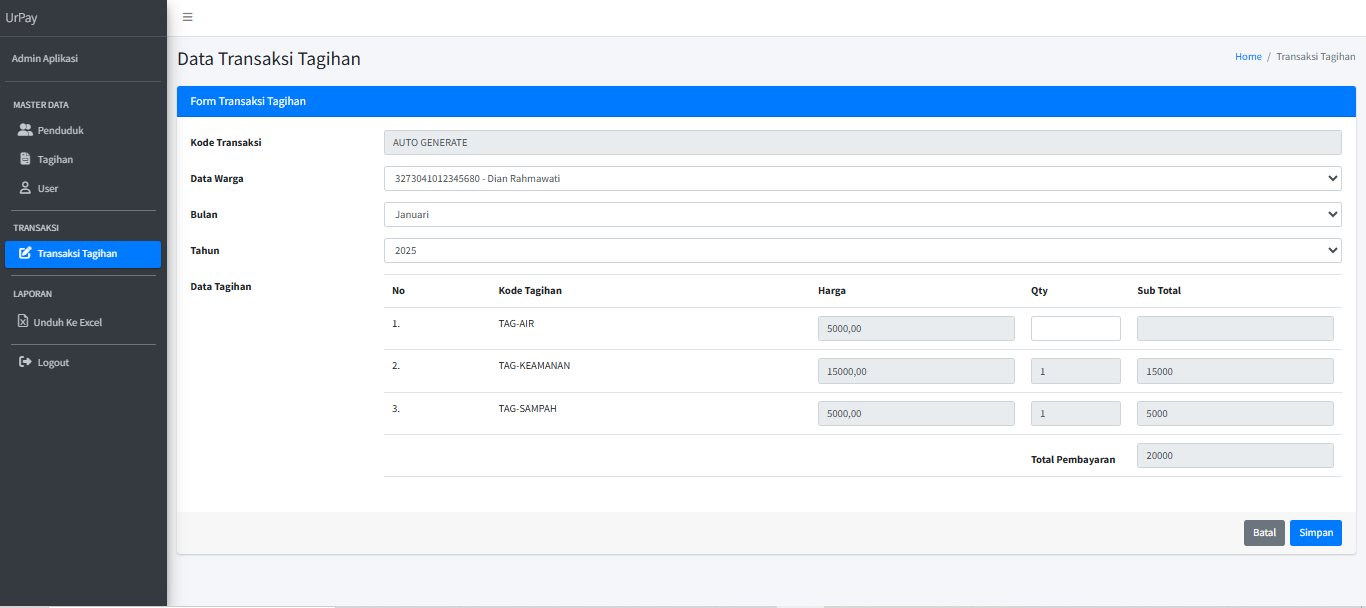 UrPay
Admin Aplikasi
MASTER DATA
Penduduk
Tagihan
User
TRANSAKSI
Transaksi Tagihan
LAPORAN
Unduh Ke Excel
Logout
Data Transaksi Tagihan
Home / Transaksi Tagihan
Form Transaksi Tagihan
Kode Transaksi AUTO GENERATE
Data Warga 3273041012345680 - Dian Rahmawati
Bulan Januari
Tahun 2025
Data Tagihan
No Kode Tagihan Harga Qty Sub Total
1. TAG-AIR 5000,00
2. TAG-KEAMANAN 15000,00 1 15000
3. TAG-SAMPAH 5000,00 1 5000
Total Pembayaran 20000
Batal Simpan